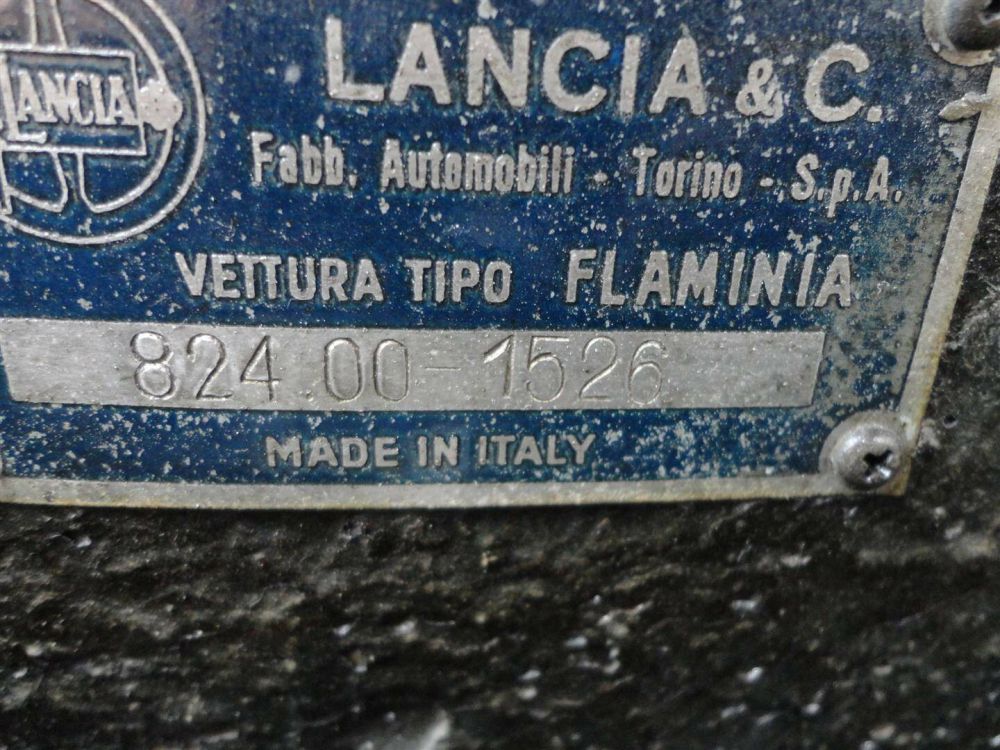 LANCIA
LANCIA & C.
Fabb. Automobili - Torino - S.p.A.
VETTURA TIPO FLAMINIA
824.00-1526
MADE IN ITALY